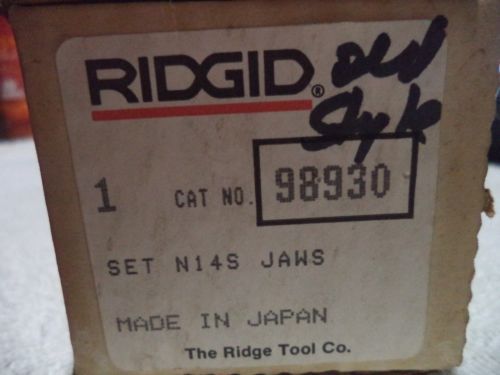 RIDGID® old
style
1 CAT NO. 98930
SET N14S JAWS
MADE IN JAPAN
The Ridge Tool Co.